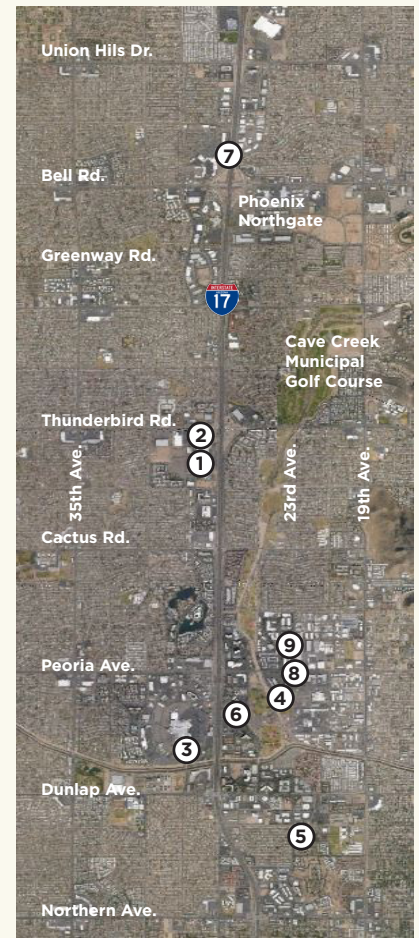 Union Hils Dr.
7
Bell Rd.
Phoenix
Northgate
Greenway Rd.
INTERSTATE
17
Cave Creek
Municipal
Golf Course
Thunderbird Rd.
2
1
35th Ave.
23rd Ave.
19th Ave.
Cactus Rd.
9
Peoria Ave.
8
4
6
3
Dunlap Ave.
5
Northern Ave.